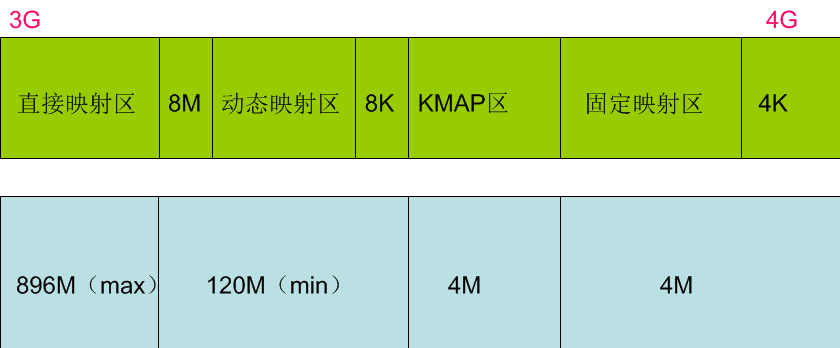 3G 4G
直接映射区 8M 动态映射区 8K KMAP区 固定映射区 4K
896M（max） 120M（min） 4M 4M